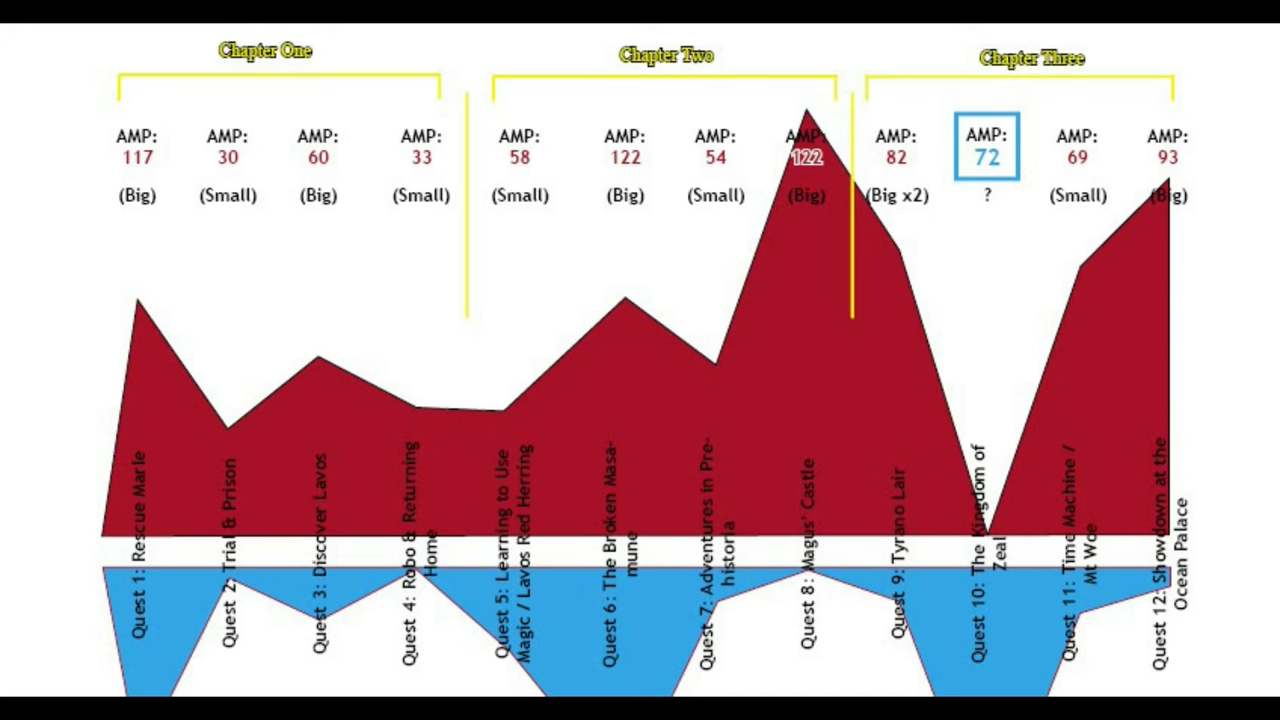 Chapter One
Chapter Two
Chapter Three
AMP:
117
(Big)
AMP:
30
(Small)
AMP:
60
(Big)
AMP:
33
(Small)
AMP:
58
(Small)
AMP:
122
(Big)
AMP:
54
(Small)
AMP:
122
(Big)
AMP:
82
(Big x2)
AMP:
72
?
AMP:
69
(Small)
AMP:
93
(Big)
Quest 1: Rescue Marle
Quest 2: Trial & Prison
Quest 3: Discover Lavos
Quest 4: Robo & Returning
Home
Quest 5: Learning to Use
Magic / Lavos Red Herring
Quest 6: The Broken Masa-
mune
Quest 7: Adventures in Pre-
historia
Quest 8: Magus' Castle
Quest 9: Tyrano Lair
Quest 10: The Kingdom of
Zeal
Quest 11: Time Machine /
Mt Woe
Quest 12: Showdown at the
Ocean Palace